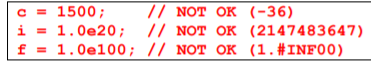 c = 1500; // NOT OK (-36)
i = 1.0e20; // NOT OK (2147483647)
f = 1.0e100; // NOT OK (1.#INF00)